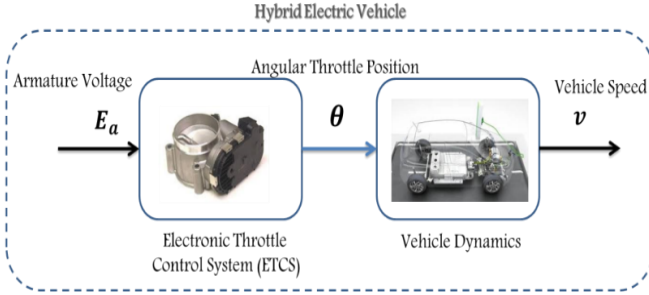 Hybrid Electric Vehicle
Armature Voltage
Eₐ
Angular Throttle Position
θ
Vehicle Speed
v
Electronic Throttle
Control System (ETCS)
Vehicle Dynamics